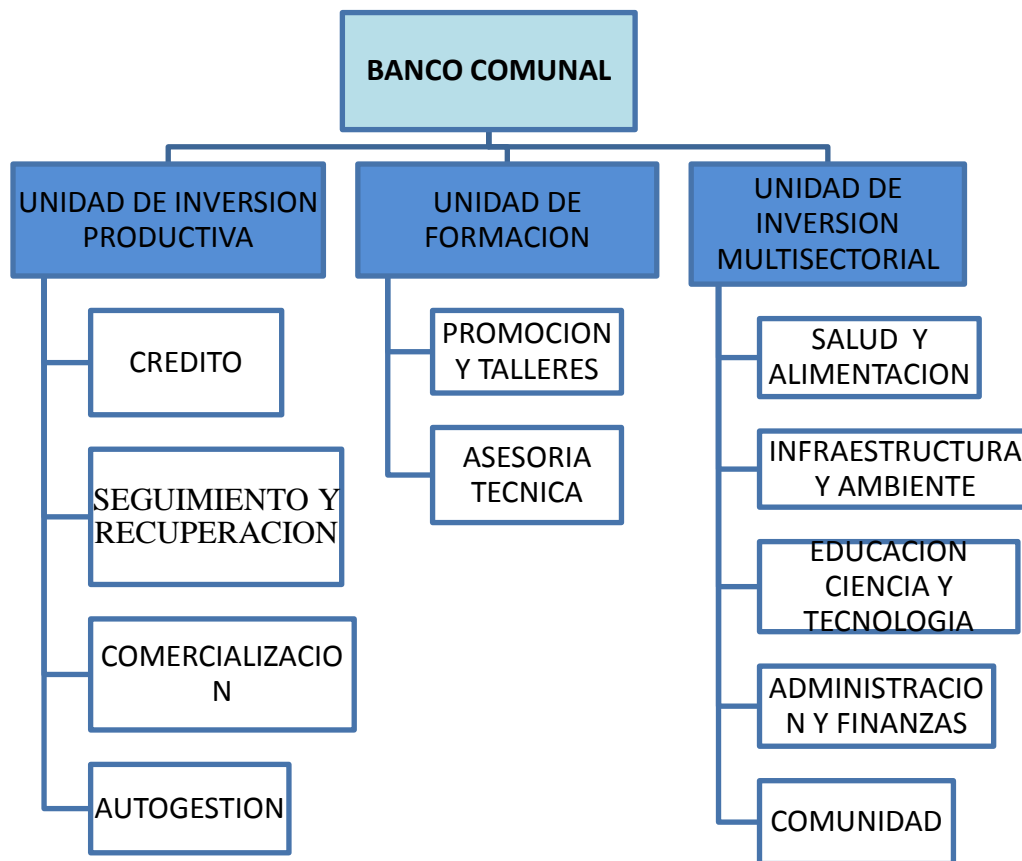 BANCO COMUNAL
UNIDAD DE INVERSION
PRODUCTIVA
CREDITO
SEGUIMIENTO Y
RECUPERACION
COMERCIALIZACIO
N
AUTOGESTION
UNIDAD DE
FORMACION
PROMOCION
Y TALLERES
ASESORIA
TECNICA
UNIDAD DE
INVERSION
MULTISECTORIAL
SALUD Y
ALIMENTACION
INFRAESTRUCTURA
Y AMBIENTE
EDUCACION
CIENCIA Y
TECNOLOGIA
ADMINISTRACIO
N Y FINANZAS
COMUNIDAD